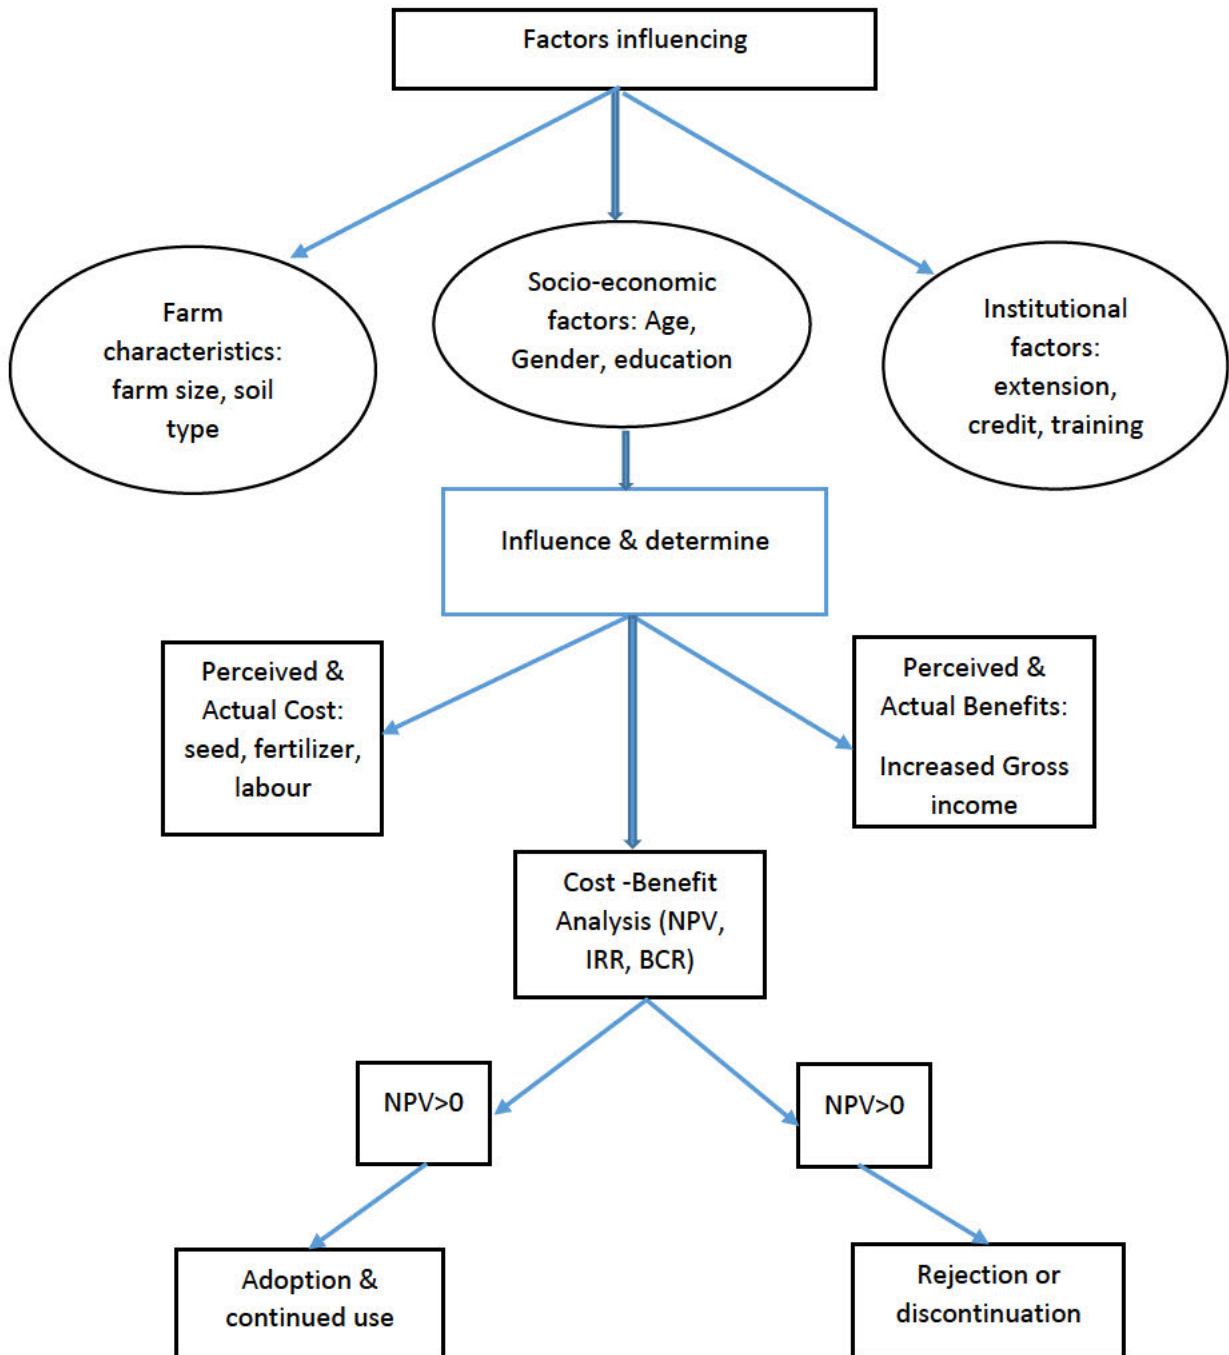 Factors influencing
Farm
characteristics:
farm size, soil
type
Socio-economic
factors: Age,
Gender, education
Institutional
factors:
extension,
credit, training
Influence & determine
Perceived &
Actual Cost:
seed, fertilizer,
labour
Perceived &
Actual Benefits:
Increased Gross
income
Cost -Benefit
Analysis (NPV,
IRR, BCR)
NPV>0
NPV>0
Adoption &
continued use
Rejection or
discontinuation